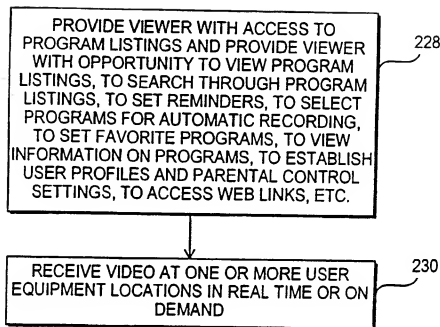 PROVIDE VIEWER WITH ACCESS TO
PROGRAM LISTINGS AND PROVIDE VIEWER
WITH OPPORTUNITY TO VIEW PROGRAM
LISTINGS, TO SEARCH THROUGH PROGRAM
LISTINGS, TO SET REMINDERS, TO SELECT
PROGRAMS FOR AUTOMATIC RECORDING,
TO SET FAVORITE PROGRAMS, TO VIEW
INFORMATION ON PROGRAMS, TO ESTABLISH
USER PROFILES AND PARENTAL CONTROL
SETTINGS, TO ACCESS WEB LINKS, ETC.
228
RECEIVE VIDEO AT ONE OR MORE USER
EQUIPMENT LOCATIONS IN REAL TIME OR ON
DEMAND
230